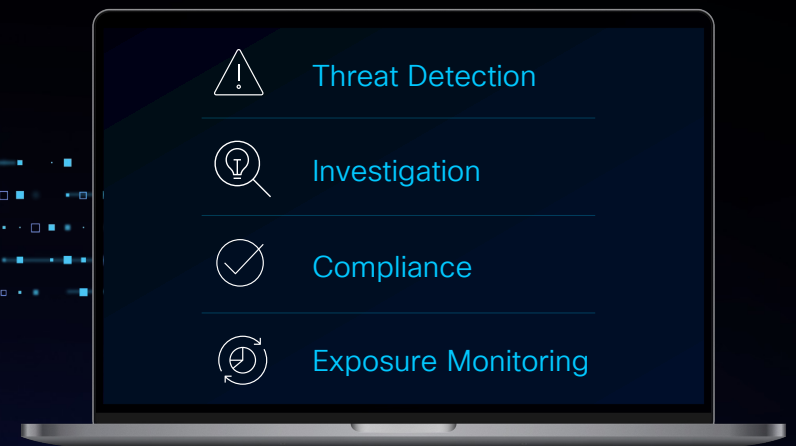 Threat Detection
Investigation
Compliance
Exposure Monitoring